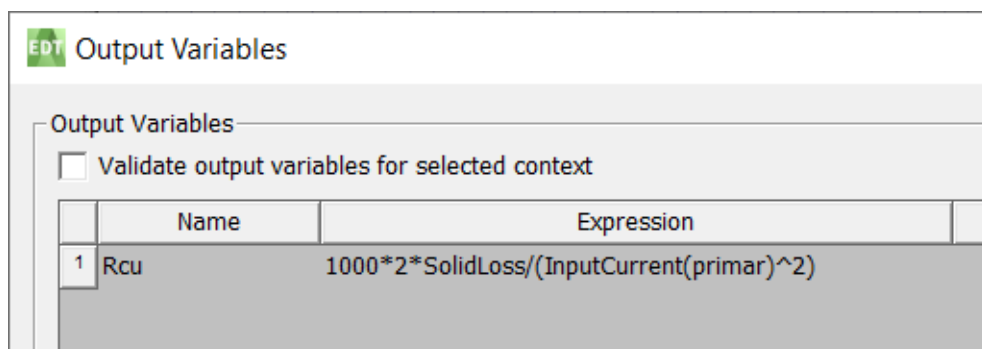 EDT Output Variables
Output Variables
Validate output variables for selected context
Name Expression
1 Rcu 1000*2*SolidLoss/(InputCurrent(primar)^2)